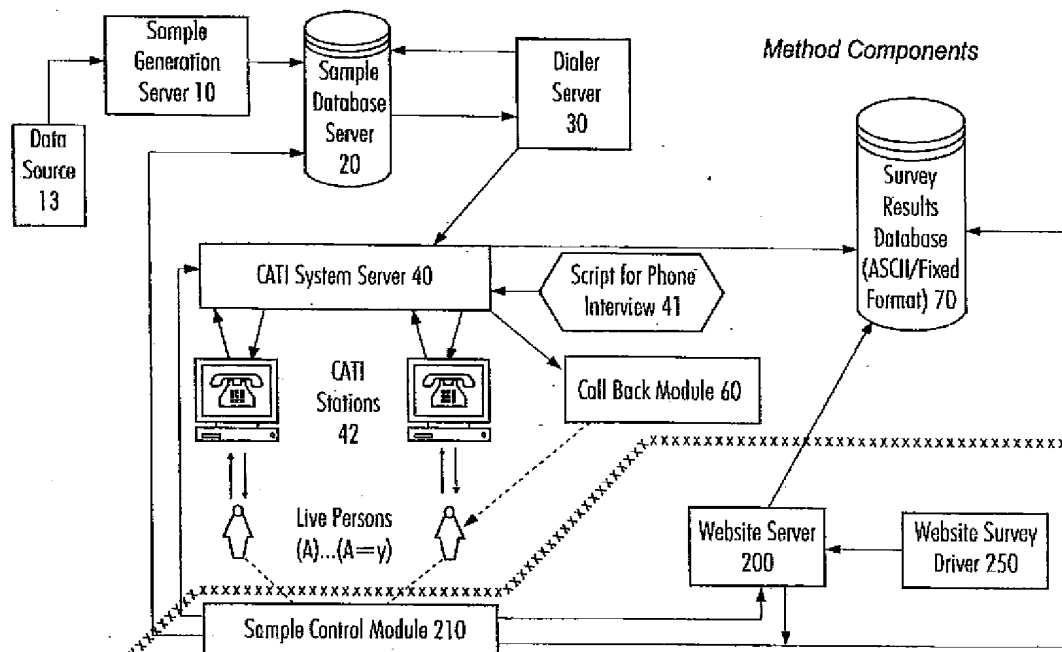 Sample
Generation
Server 10
Sample
Database
Server
20
Dialer
Server
30
Method Components
Data
Source
13
Survey
Results
Database
(ASCII/Fixed
Format) 70
CATI System Server 40
Script for Phone
Interview 41
CATI
Stations
42
Call Back Module 60
Live Persons
(A)...(A=y)
Website Server
200
Website Survey
Driver 250
Sample Control Module 210